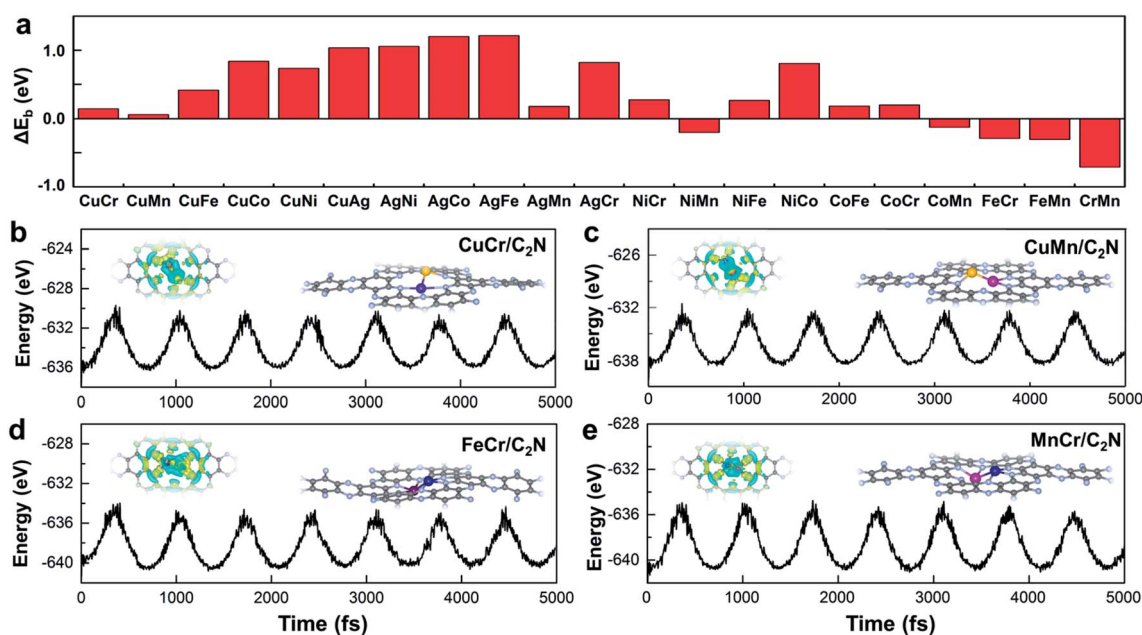 a
ΔE_b (eV)
1.0
0.0
-1.0
CuCr CuMn CuFe CuCo CuNi CuAg AgNi AgCo AgFe AgMn AgCr NiCr NiMn NiFe NiCo CoFe CoCr CoMn FeCr FeMn CrMn
b
CuCr/C₂N
Energy (eV)
-624
-628
-632
-636
0 1000 2000 3000 4000 5000
c
CuMn/C₂N
Energy (eV)
-626
-632
-638
0 1000 2000 3000 4000 5000
d
FeCr/C₂N
Energy (eV)
-628
-632
-636
-640
0 1000 2000 3000 4000 5000
Time (fs)
e
MnCr/C₂N
Energy (eV)
-628
-632
-636
-640
0 1000 2000 3000 4000 5000
Time (fs)